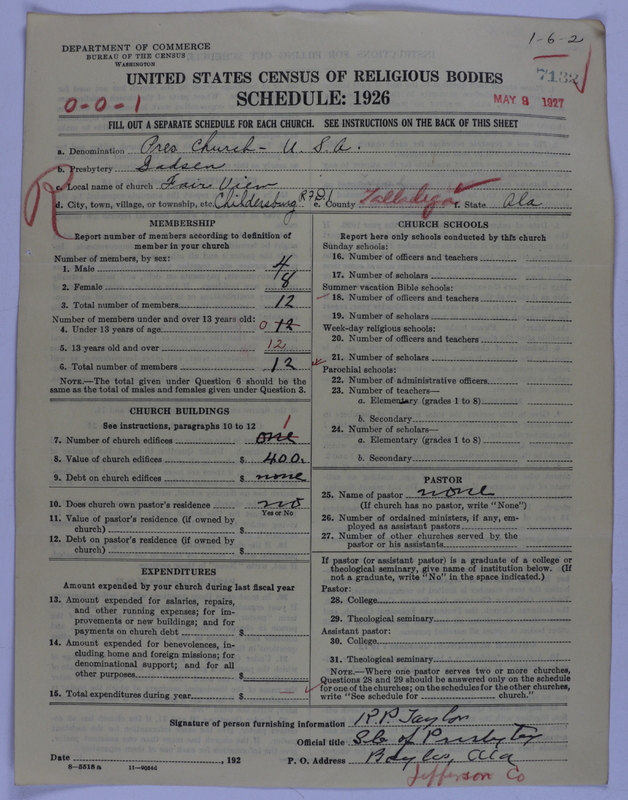 1-6-2
DEPARTMENT OF COMMERCE
BUREAU OF THE CENSUS
WASHINGTON
UNITED STATES CENSUS OF RELIGIOUS BODIES
7132
0-0-1
SCHEDULE: 1926
MAY 9 1927
FILL OUT A SEPARATE SCHEDULE FOR EACH CHURCH. SEE INSTRUCTIONS ON THE BACK OF THIS SHEET
R
a. Denomination Pres Church - U.S.A.
b. Presbytery Gadsen
c. Local name of church Fair View
d. City, town, village, or township, etc. Childersburg RFD 1 e. County Talladega f. State Ala
MEMBERSHIP
Report number of members according to definition of
member in your church
Number of members, by sex:
1. Male 4
2. Female 8
3. Total number of members 12
Number of members under and over 13 years old:
4. Under 13 years of age 0 12
5. 13 years old and over 12
6. Total number of members 12
NOTE.—The total given under Question 6 should be the
same as the total of males and females given under Question 3.
CHURCH BUILDINGS
See instructions, paragraphs 10 to 12
7. Number of church edifices one 1
8. Value of church edifices $ 400.
9. Debt on church edifices $ none
10. Does church own pastor's residence no
Yes or No
11. Value of pastor's residence (if owned by
church) $
12. Debt on pastor's residence (if owned by
church) $
EXPENDITURES
Amount expended by your church during last fiscal year
13. Amount expended for salaries, repairs,
and other running expenses; for im-
provements or new buildings; and for
payments on church debt $
14. Amount expended for benevolences, in-
cluding home and foreign missions; for
denominational support; and for all
other purposes $
15. Total expenditures during year $
CHURCH SCHOOLS
Report here only schools conducted by this church
Sunday schools:
16. Number of officers and teachers
17. Number of scholars
Summer vacation Bible schools:
18. Number of officers and teachers
19. Number of scholars
Week-day religious schools:
20. Number of officers and teachers
21. Number of scholars
Parochial schools:
22. Number of administrative officers
23. Number of teachers—
a. Elementary (grades 1 to 8)
b. Secondary
24. Number of scholars—
a. Elementary (grades 1 to 8)
b. Secondary
PASTOR
25. Name of pastor none
(If church has no pastor, write "None")
26. Number of ordained ministers, if any, em-
ployed as assistant pastors
27. Number of other churches served by the
pastor or his assistants
If pastor (or assistant pastor) is a graduate of a college or
theological seminary, give name of institution below. (If
not a graduate, write "No" in the space indicated.)
Pastor:
28. College
29. Theological seminary
Assistant pastor:
30. College
31. Theological seminary
NOTE.—Where one pastor serves two or more churches,
Questions 28 and 29 should be answered only on the schedule
for one of the churches; on the schedules for the other churches,
write "See schedule for church."
Signature of person furnishing information R P Taylor
Official title S.C. of Presbytery
Date , 192 P. O. Address Bayles, Ala
8-5518a 11-9664d Jefferson Co